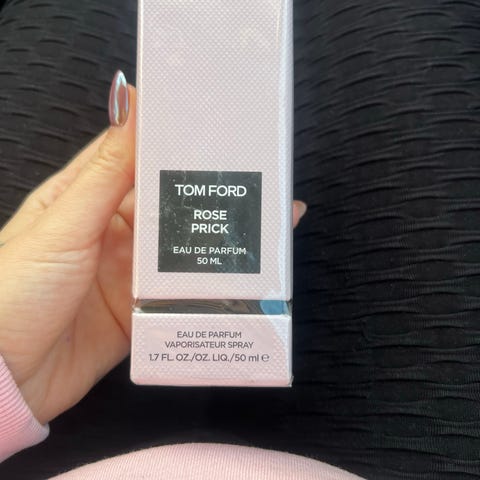 TOM FORD
ROSE
PRICK
EAU DE PARFUM
50 ML
EAU DE PARFUM
VAPORISATEUR SPRAY
1.7 FL. OZ./OZ. LIQ./50 ml ℮